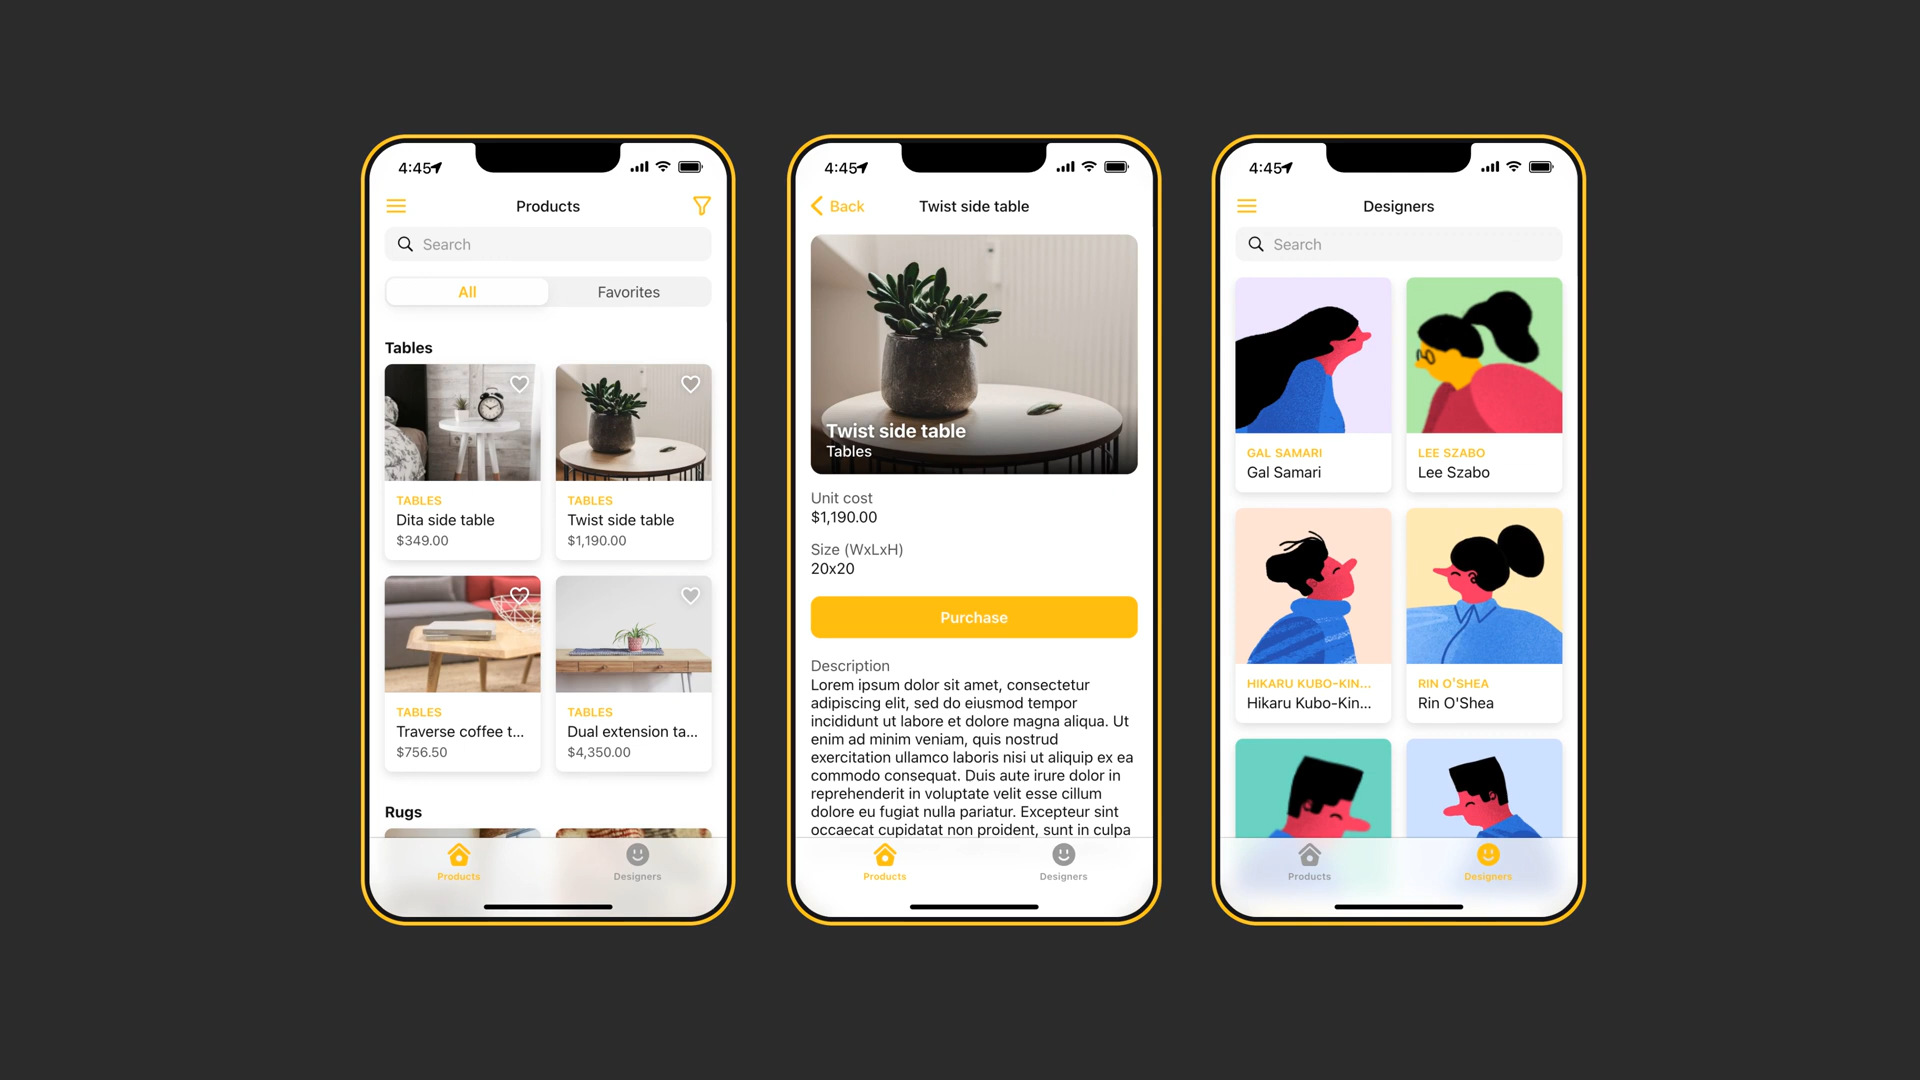 4:45
Products
Search
All
Favorites
Tables
TABLES
Dita side table
$349.00
TABLES
Twist side table
$1,190.00
TABLES
Traverse coffee t...
$756.50
TABLES
Dual extension ta...
$4,350.00
Rugs
Products
Designers
4:45
Back
Twist side table
Twist side table
Tables
Unit cost
$1,190.00
Size (WxLxH)
20x20
Purchase
Description
Lorem ipsum dolor sit amet, consectetur
adipiscing elit, sed do eiusmod tempor
incididunt ut labore et dolore magna aliqua. Ut
enim ad minim veniam, quis nostrud
exercitation ullamco laboris nisi ut aliquip ex ea
commodo consequat. Duis aute irure dolor in
reprehenderit in voluptate velit esse cillum
dolore eu fugiat nulla pariatur. Excepteur sint
occaecat cupidatat non proident, sunt in culpa
Products
Designers
4:45
Designers
Search
GAL SAMARI
Gal Samari
LEE SZABO
Lee Szabo
HIKARU KUBO-KIN...
Hikaru Kubo-Kin...
RIN O'SHEA
Rin O'Shea
Products
Designers